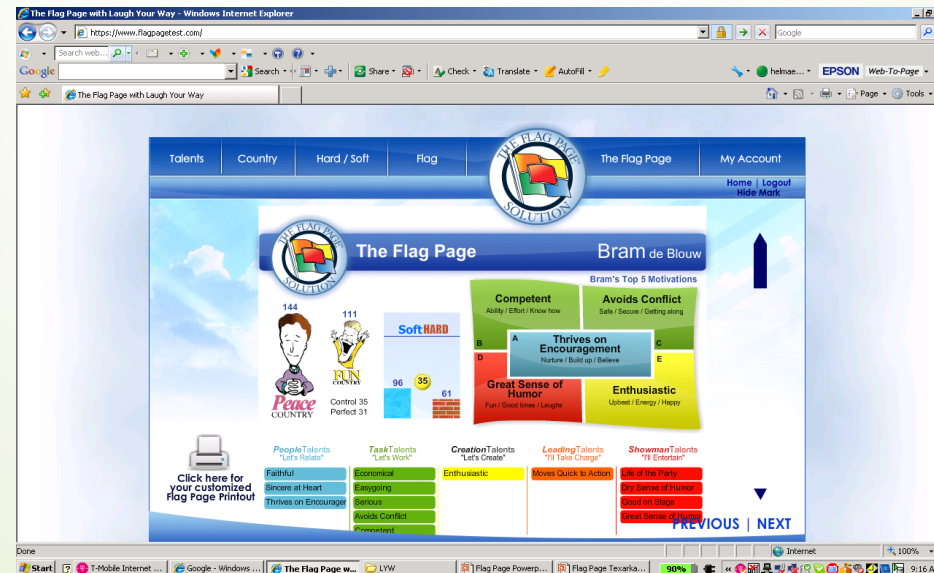 The Flag Page with Laugh Your Way - Windows Internet Explorer
https://www.flagpagetest.com/
Google
Search web...
Google
Search
Share
Check
Translate
AutoFill
helmae...
EPSON Web-To-Page
The Flag Page with Laugh Your Way
Page
Tools
Talents
Country
Hard / Soft
Flag
THE FLAG PAGE SOLUTION
The Flag Page
My Account
Home | Logout
Hide Mark
THE FLAG PAGE SOLUTION
The Flag Page
Bram de Blouw
Bram's Top 5 Motivations
144
Peace
COUNTRY
111
FUN
COUNTRY
Control 35
Perfect 31
Soft HARD
96
35
61
Competent
Ability / Effort / Know how
B
Avoids Conflict
Safe / Secure / Getting along
C
A
Thrives on
Encouragement
Nurture / Build up / Believe
D
Great Sense of
Humor
Fun / Good times / Laughs
E
Enthusiastic
Upbeat / Energy / Happy
Click here for
your customized
Flag Page Printout
PeopleTalents
"Let's Relate"
Faithful
Sincere at Heart
Thrives on Encourager
TaskTalents
"Let's Work"
Economical
Easygoing
Serious
Avoids Conflict
Competent
CreationTalents
"Let's Create"
Enthusiastic
LeadingTalents
"I'll Take Charge"
Moves Quick to Action
ShowmanTalents
"I'll Entertain"
Life of the Party
Dry Sense of Humor
Good on Stage
Great Sense of Humor
PREVIOUS | NEXT
Done
Internet
100%
Start
T-Mobile Internet ...
Google - Windows ...
The Flag Page w...
LYW
Flag Page Powerp...
Flag Page Texarka...
90%
9:16 A